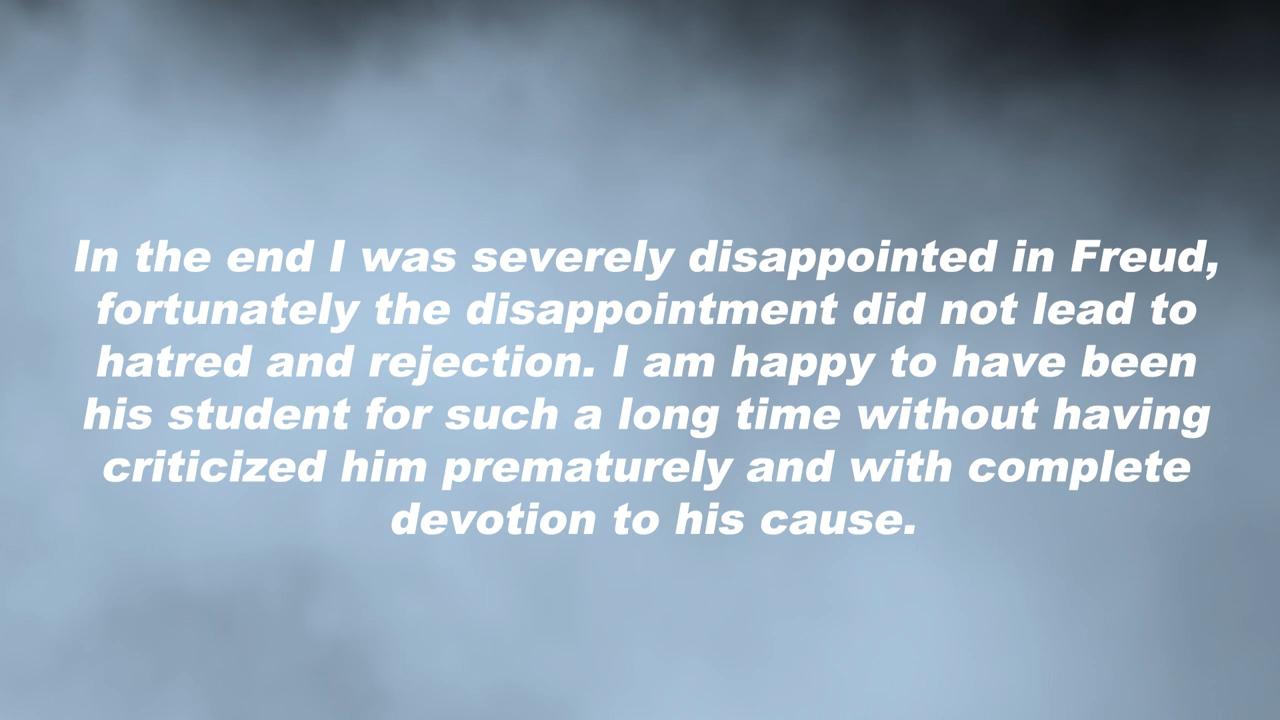 In the end I was severely disappointed in Freud,
fortunately the disappointment did not lead to
hatred and rejection. I am happy to have been
his student for such a long time without having
criticized him prematurely and with complete
devotion to his cause.